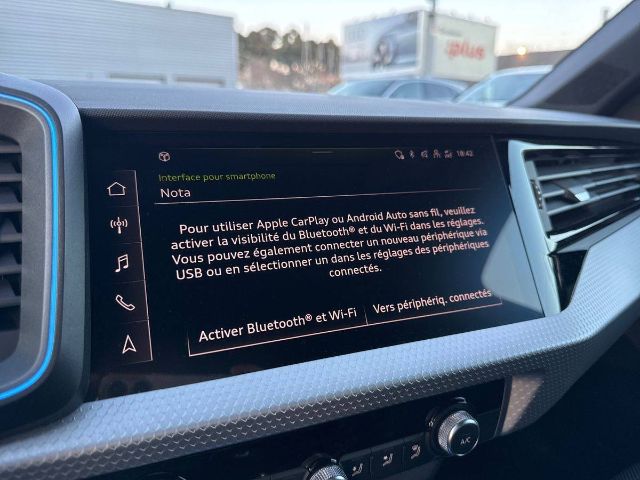 plus
18:42
Interface pour smartphone
Nota
Pour utiliser Apple CarPlay ou Android Auto sans fil, veuillez
activer la visibilité du Bluetooth® et du Wi-Fi dans les réglages.
Vous pouvez également connecter un nouveau périphérique via
USB ou en sélectionner un dans les réglages des périphériques
connectés.
Activer Bluetooth® et Wi-Fi
Vers périphériq. connectés
A/C